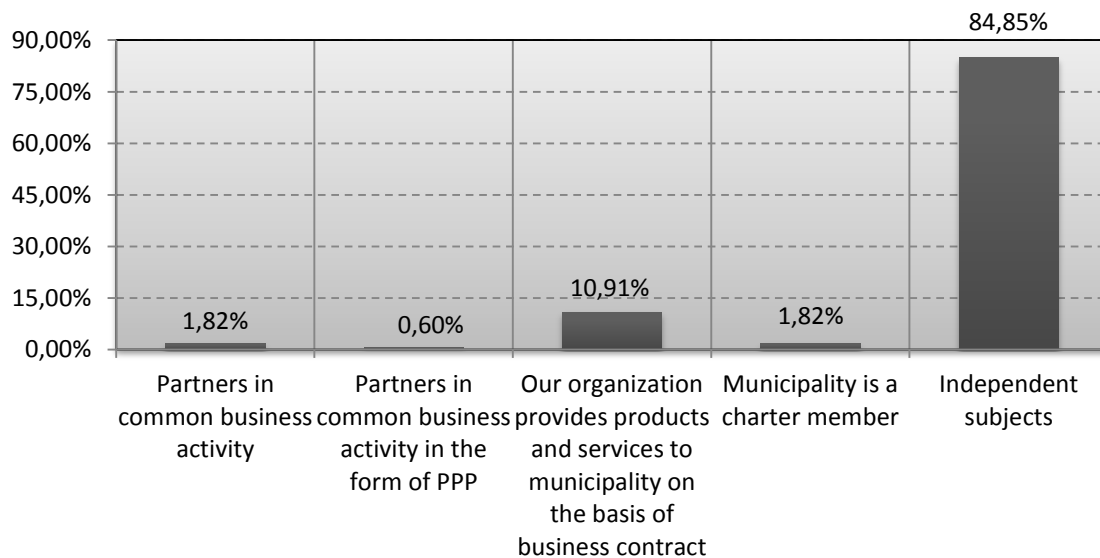 84,85%
90,00%
75,00%
60,00%
45,00%
30,00%
15,00%
0,00%
1,82%
0,60%
10,91%
1,82%
Partners in
common business
activity
Partners in
common business
activity in the
form of PPP
Our organization
provides products
and services to
municipality on
the basis of
business contract
Municipality is a
charter member
Independent
subjects